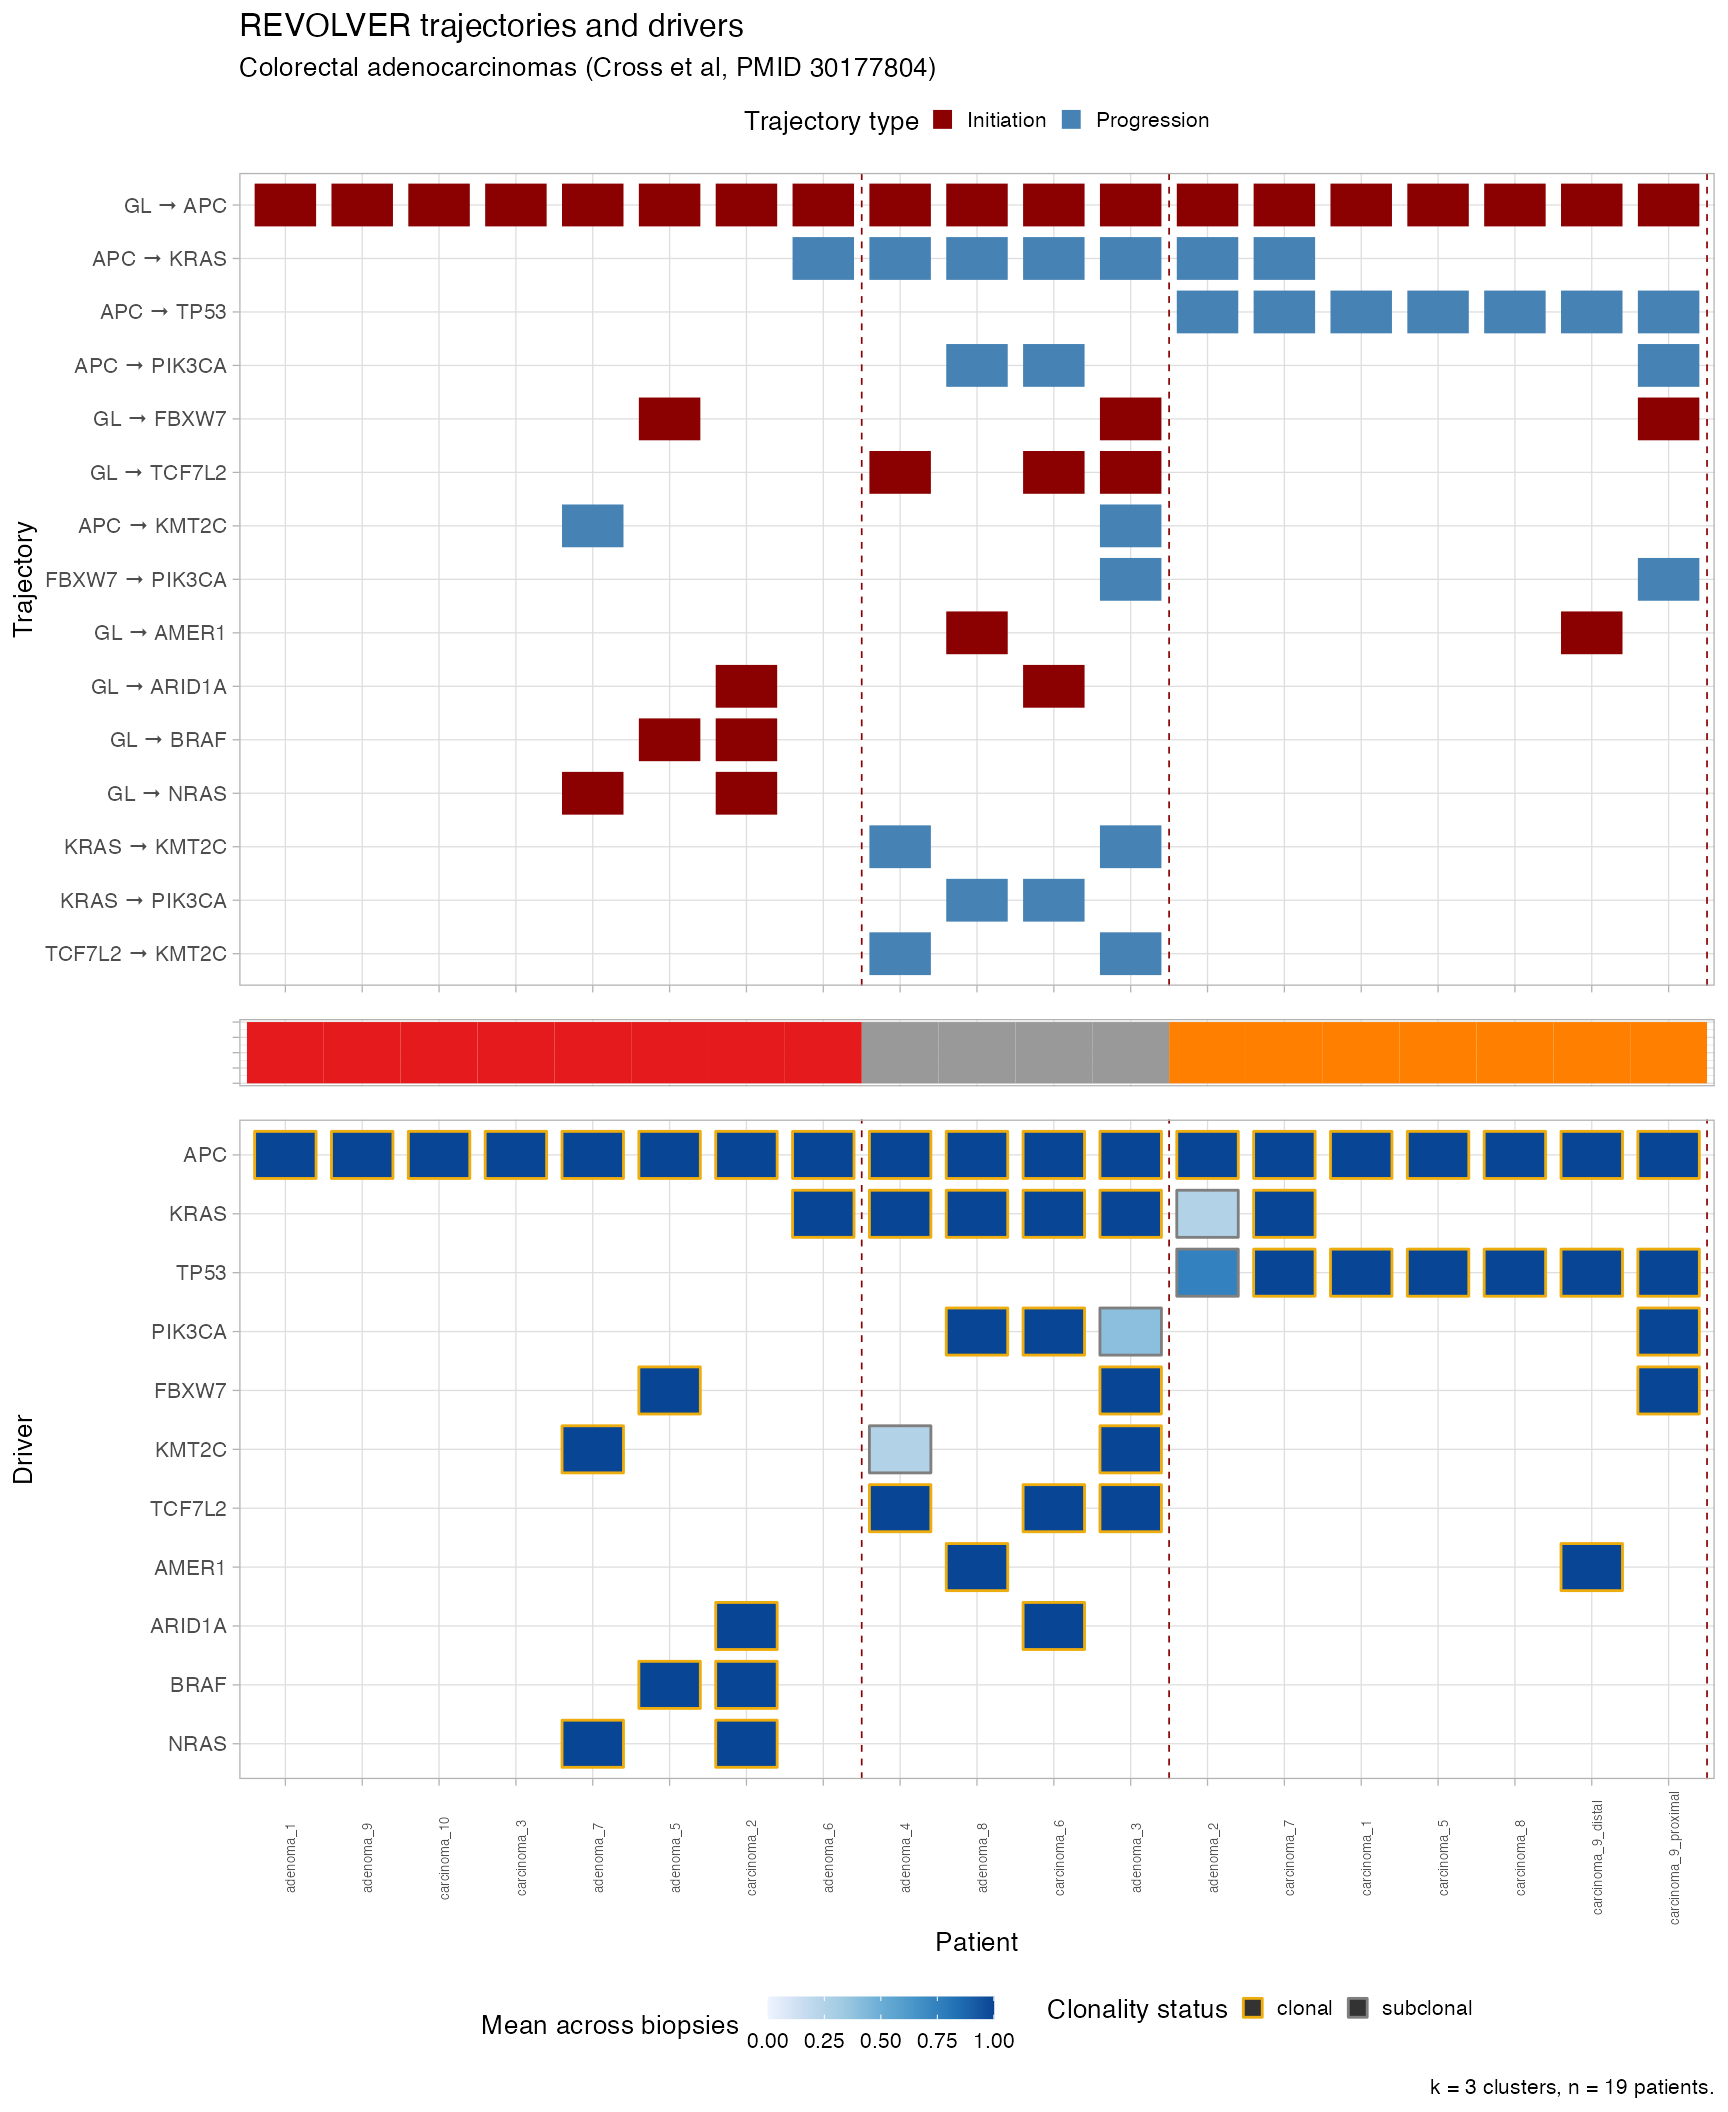 REVOLVER trajectories and drivers
Colorectal adenocarcinomas (Cross et al, PMID 30177804)
Trajectory type Initiation Progression
Trajectory
GL → APC
APC → KRAS
APC → TP53
APC → PIK3CA
GL → FBXW7
GL → TCF7L2
APC → KMT2C
FBXW7 → PIK3CA
GL → AMER1
GL → ARID1A
GL → BRAF
GL → NRAS
KRAS → KMT2C
KRAS → PIK3CA
TCF7L2 → KMT2C
Driver
APC
KRAS
TP53
PIK3CA
FBXW7
KMT2C
TCF7L2
AMER1
ARID1A
BRAF
NRAS
adenoma_1
adenoma_9
carcinoma_10
carcinoma_3
adenoma_7
adenoma_5
carcinoma_2
adenoma_6
adenoma_4
adenoma_8
carcinoma_6
adenoma_3
adenoma_2
carcinoma_7
carcinoma_1
carcinoma_5
carcinoma_8
carcinoma_9_distal
carcinoma_9_proximal
Patient
Mean across biopsies
0.00 0.25 0.50 0.75 1.00
Clonality status clonal subclonal
k = 3 clusters, n = 19 patients.